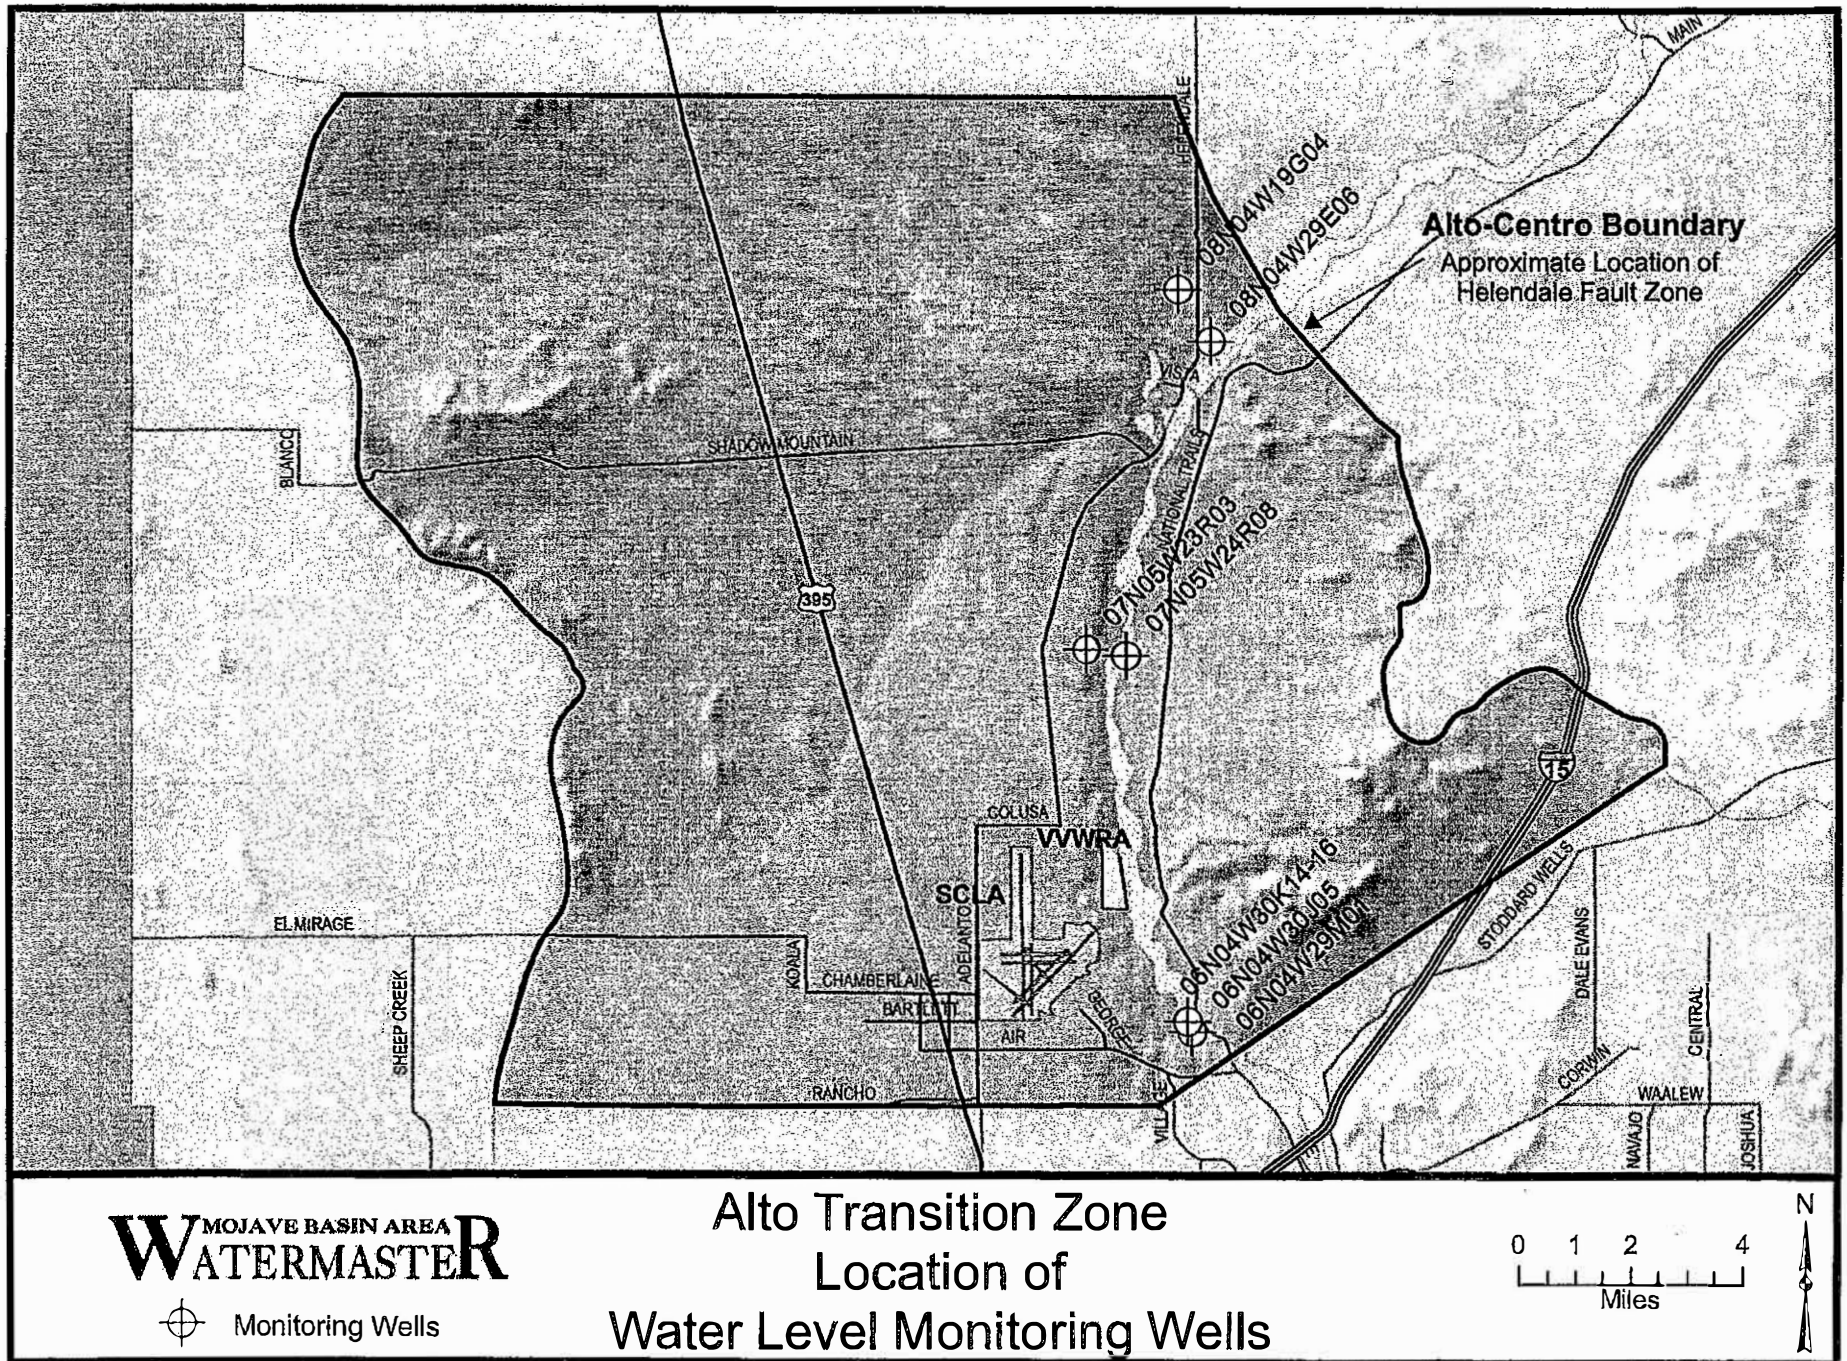 MAIN
HELENDALE
08N04W19G04
08N04W29E06
Alto-Centro Boundary
Approximate Location of
Helendale Fault Zone
VISTA
BLANCO
SHADOW MOUNTAIN
NATIONAL TRAILS
07N05W23R03
07N05W24R08
395
15
COLUSA
VVWRA
SCLA
06N04W30K14-16
06N04W30J05
06N04W29M01
STODDARD WELLS
EL MIRAGE
KOALA
ADELANTO
CHAMBERLAINE
BARTLETT
AIR
GEORGE
SHEEP CREEK
DALE EVANS
CENTRAL
CORWIN
RANCHO
VILLAGE
WAALEW
NAVAJO
JOSHUA
MOJAVE BASIN AREA
WATERMASTER
Monitoring Wells
Alto Transition Zone
Location of
Water Level Monitoring Wells
0 1 2 4
Miles
N